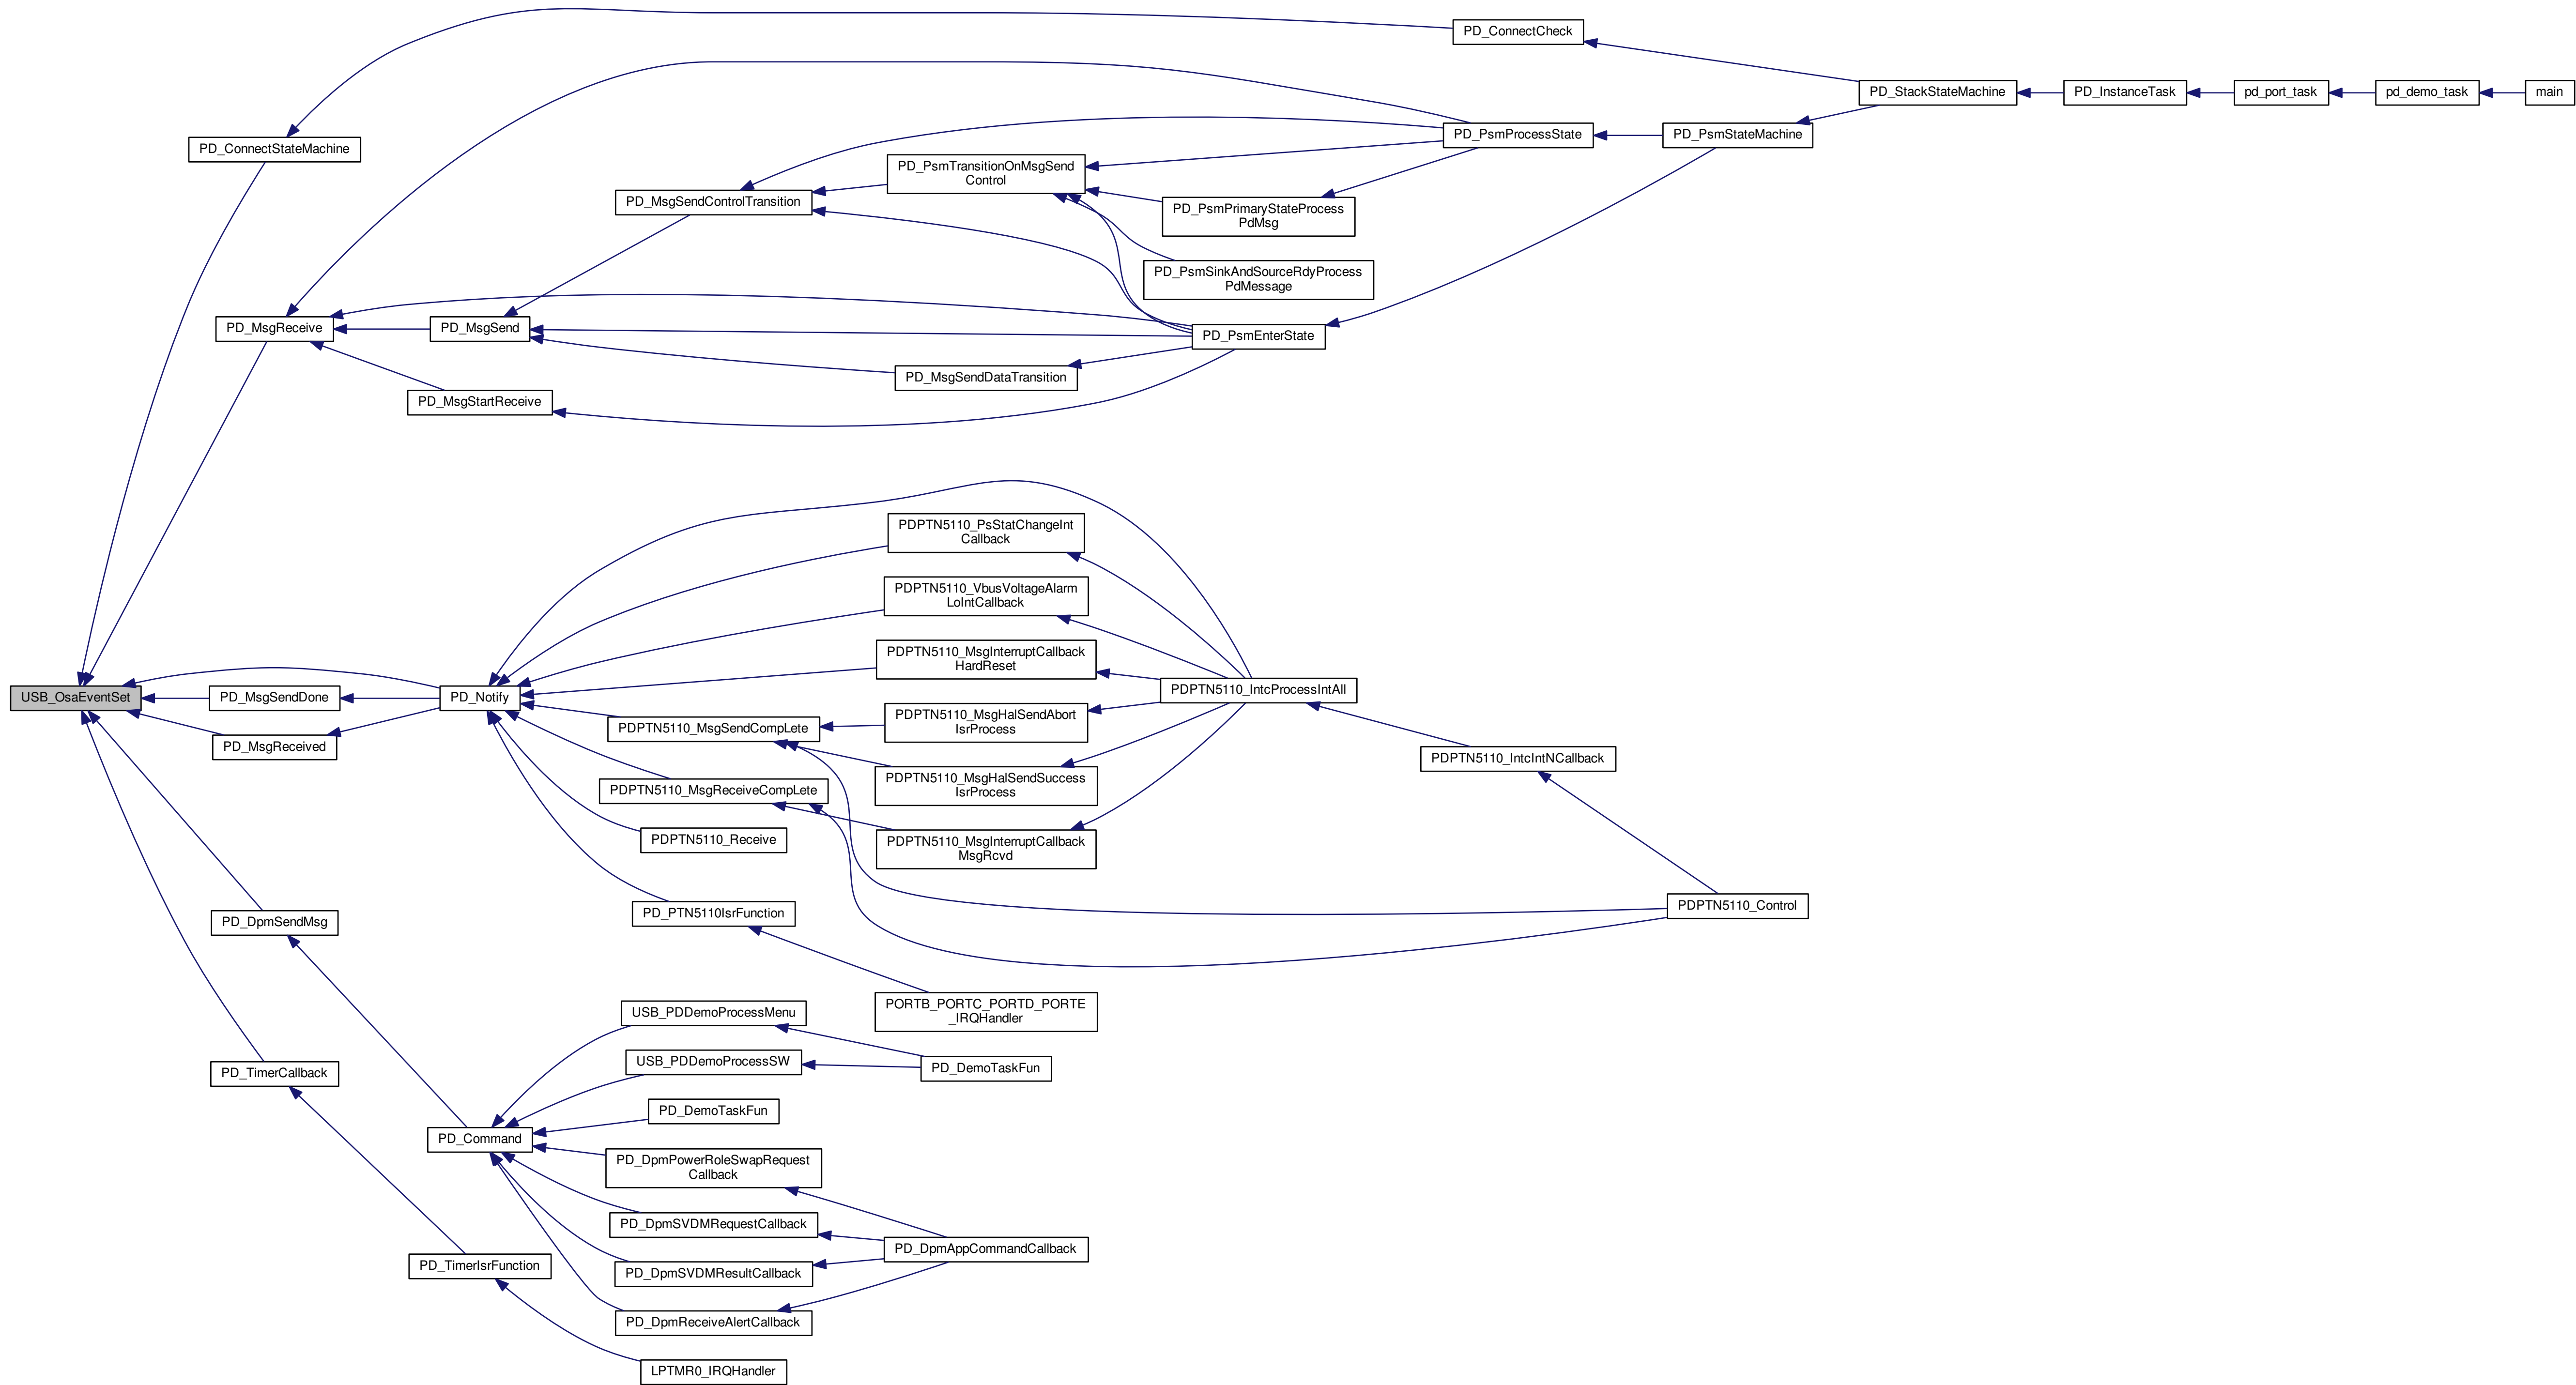 PD_ConnectCheck
PD_StackStateMachine
PD_InstanceTask
pd_port_task
pd_demo_task
main
PD_ConnectStateMachine
PD_PsmProcessState
PD_PsmStateMachine
PD_PsmTransitionOnMsgSend
Control
PD_MsgSendControlTransition
PD_PsmPrimaryStateProcess
PdMsg
PD_PsmSinkAndSourceRdyProcess
PdMessage
PD_MsgReceive
PD_MsgSend
PD_PsmEnterState
PD_MsgSendDataTransition
PD_MsgStartReceive
PDPTN5110_PsStatChangeInt
Callback
PDPTN5110_VbusVoltageAlarm
LoIntCallback
PDPTN5110_MsgInterruptCallback
HardReset
USB_OsaEventSet
PD_MsgSendDone
PD_Notify
PDPTN5110_IntcProcessIntAll
PDPTN5110_MsgSendCompLete
PDPTN5110_MsgHalSendAbort
IsrProcess
PD_MsgReceived
PDPTN5110_IntcIntNCallback
PDPTN5110_MsgHalSendSuccess
IsrProcess
PDPTN5110_MsgReceiveCompLete
PDPTN5110_Receive
PDPTN5110_MsgInterruptCallback
MsgRcvd
PDPTN5110_Control
PD_DpmSendMsg
PD_PTN5110IsrFunction
PORTB_PORTC_PORTD_PORTE
_IRQHandler
USB_PDDemoProcessMenu
USB_PDDemoProcessSW
PD_DemoTaskFun
PD_TimerCallback
PD_DemoTaskFun
PD_Command
PD_DpmPowerRoleSwapRequest
Callback
PD_DpmSVDMRequestCallback
PD_DpmAppCommandCallback
PD_TimerIsrFunction
PD_DpmSVDMResultCallback
PD_DpmReceiveAlertCallback
LPTMR0_IRQHandler